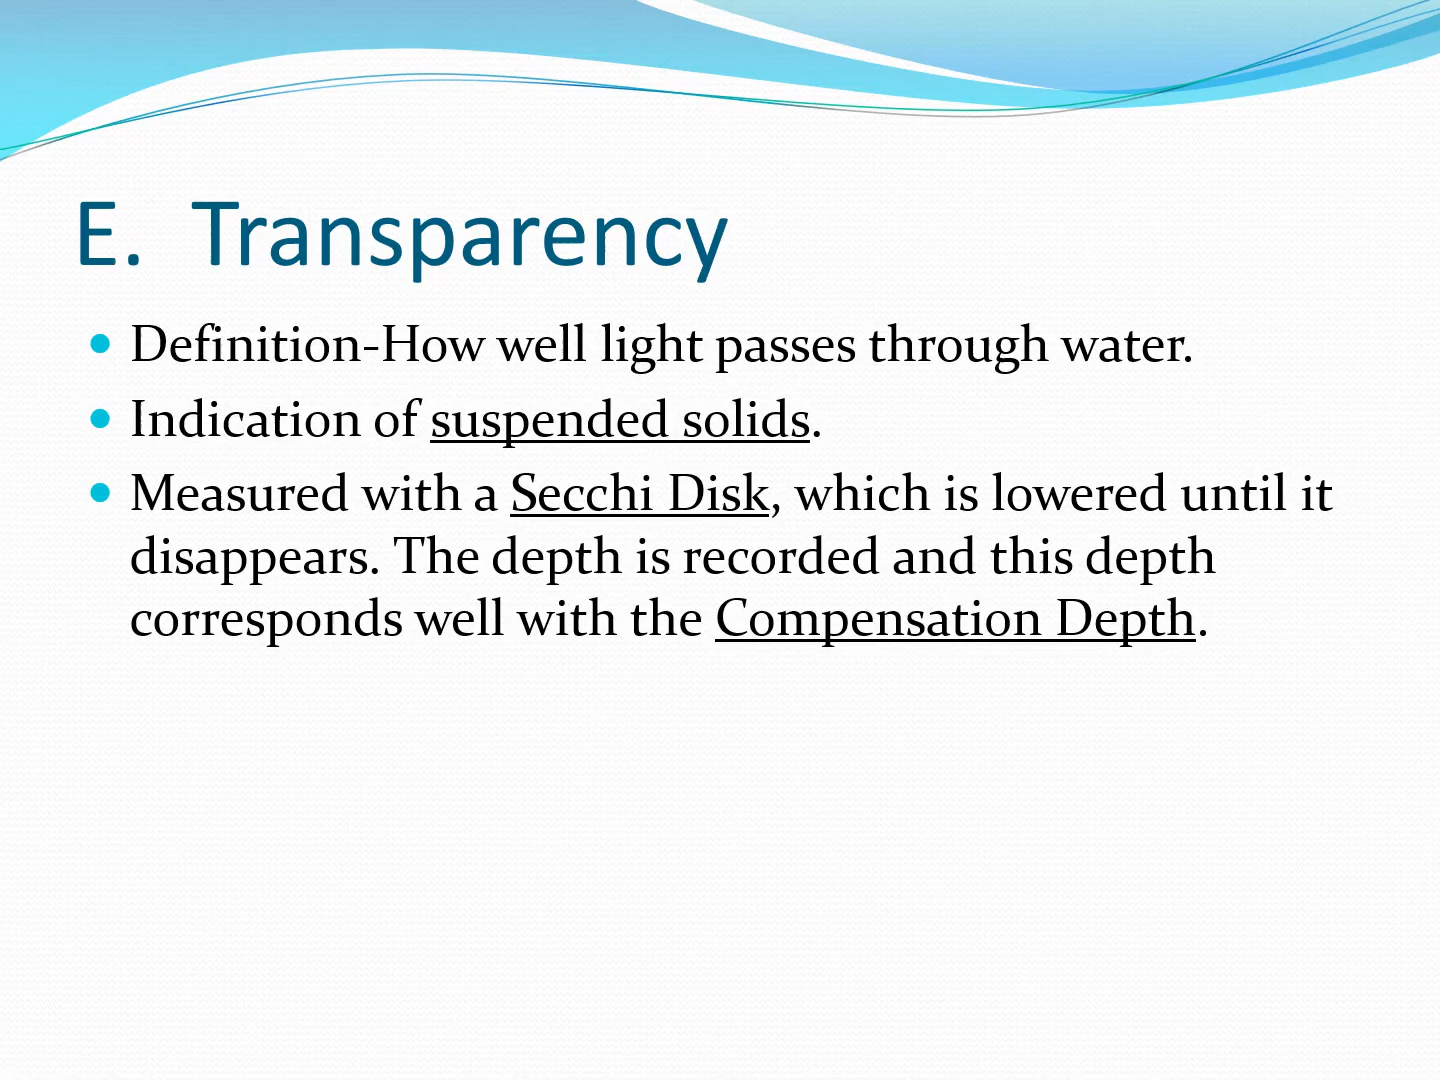 E. Transparency
Definition-How well light passes through water.
Indication of suspended solids.
Measured with a Secchi Disk, which is lowered until it
disappears. The depth is recorded and this depth
corresponds well with the Compensation Depth.